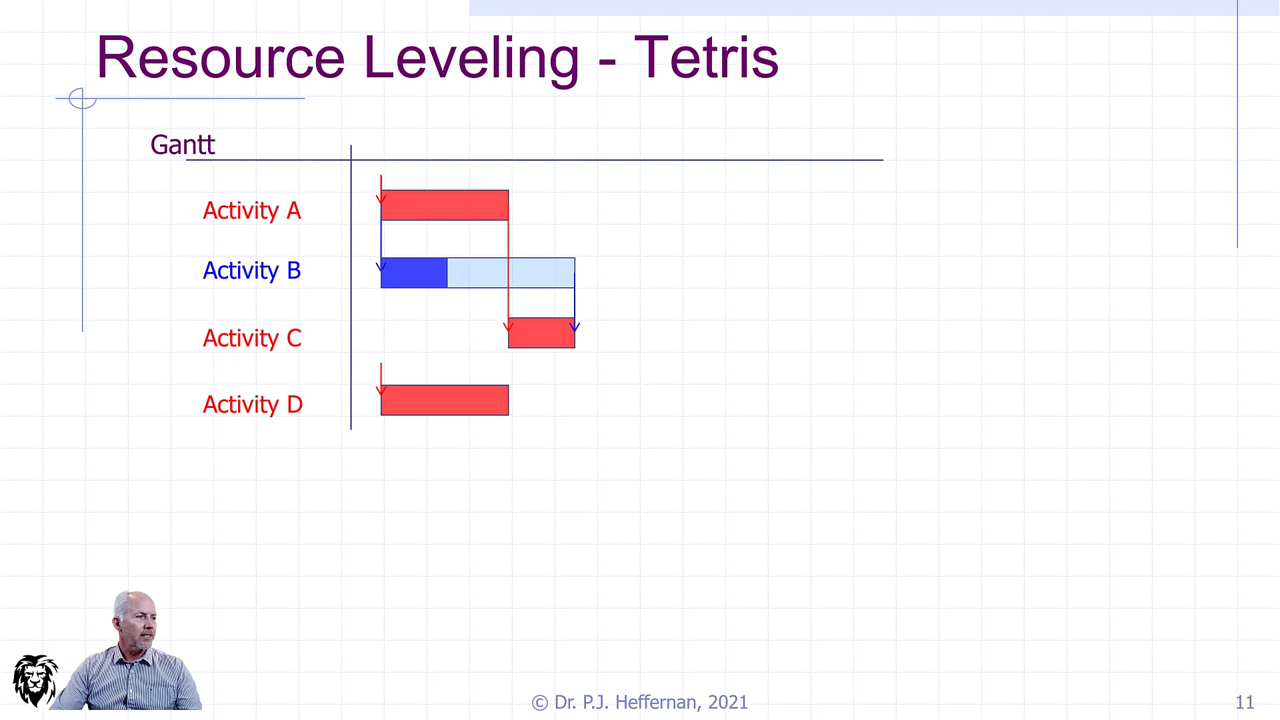 Resource Leveling - Tetris
Gantt
Activity A
Activity B
Activity C
Activity D
© Dr. P.J. Heffernan, 2021
11